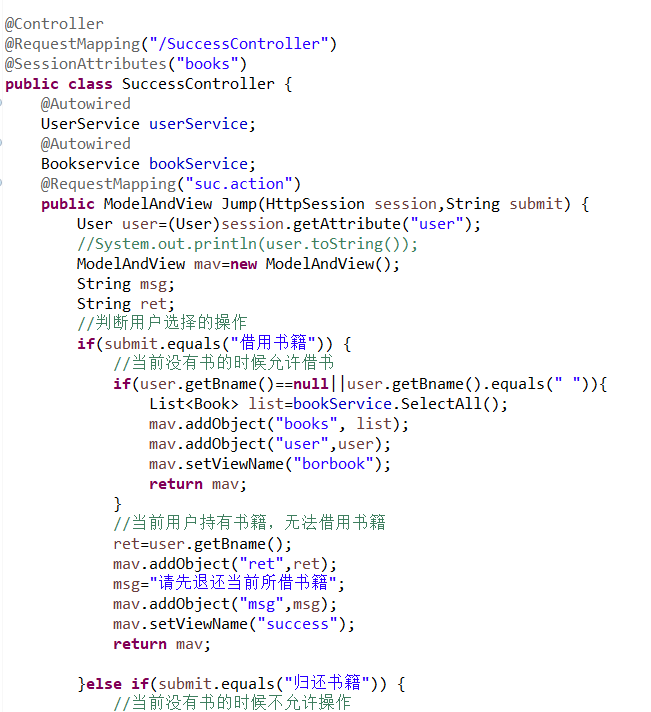 @Controller
@RequestMapping("/SuccessController")
@SessionAttributes("books")
public class SuccessController {
    @Autowired
    UserService userService;
    @Autowired
    Bookservice bookService;
    @RequestMapping("suc.action")
    public ModelAndView Jump(HttpSession session,String submit) {
        User user=(User)session.getAttribute("user");
        //System.out.println(user.toString());
        ModelAndView mav=new ModelAndView();
        String msg;
        String ret;
        //判断用户选择的操作
        if(submit.equals("借用书籍")) {
            //当前没有书的时候允许借书
            if(user.getBname()==null||user.getBname().equals(" ")){
                List<Book> list=bookService.SelectAll();
                mav.addObject("books", list);
                mav.addObject("user",user);
                mav.setViewName("borbook");
                return mav;
            }
            //当前用户持有书籍，无法借用书籍
            ret=user.getBname();
            mav.addObject("ret",ret);
            msg="请先退还当前所借书籍";
            mav.addObject("msg",msg);
            mav.setViewName("success");
            return mav;
        }else if(submit.equals("归还书籍")) {
            //当前没有书的时候不允许操作